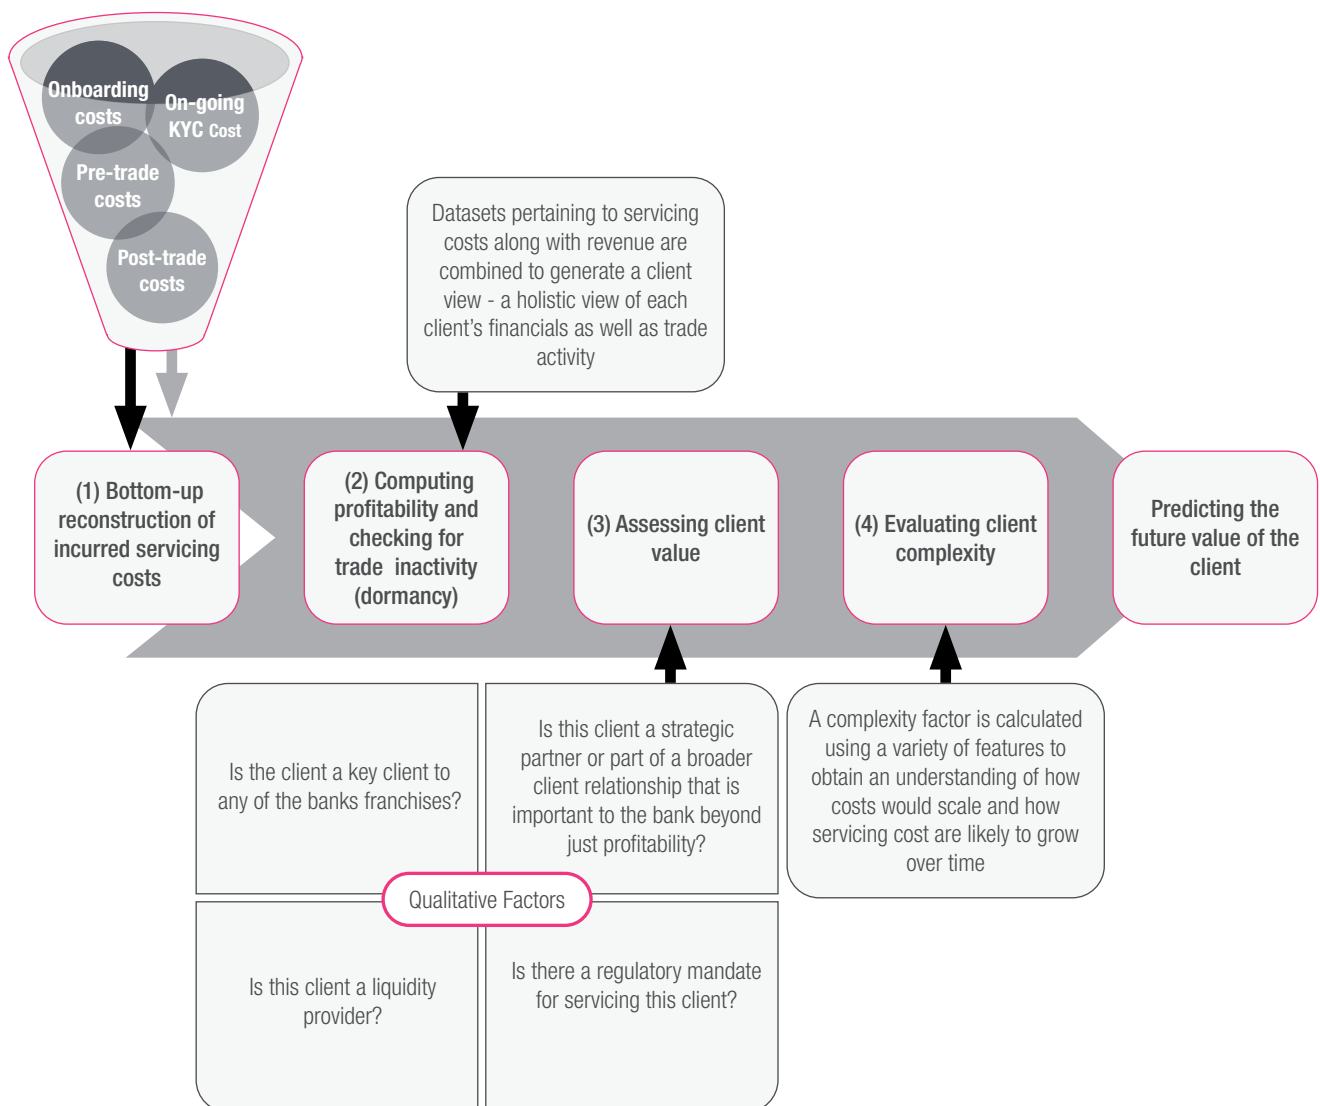 Onboarding
costs
On-going
KYC Cost
Pre-trade
costs
Post-trade
costs
Datasets pertaining to servicing
costs along with revenue are
combined to generate a client
view - a holistic view of each
client's financials as well as trade
activity
(1) Bottom-up
reconstruction of
incurred servicing
costs
(2) Computing
profitability and
checking for
trade inactivity
(dormancy)
(3) Assessing client
value
(4) Evaluating client
complexity
Predicting the
future value of the
client
Is the client a key client to
any of the banks franchises?
Is this client a strategic
partner or part of a broader
client relationship that is
important to the bank beyond
just profitability?
Qualitative Factors
Is this client a liquidity
provider?
Is there a regulatory mandate
for servicing this client?
A complexity factor is calculated
using a variety of features to
obtain an understanding of how
costs would scale and how
servicing cost are likely to grow
over time